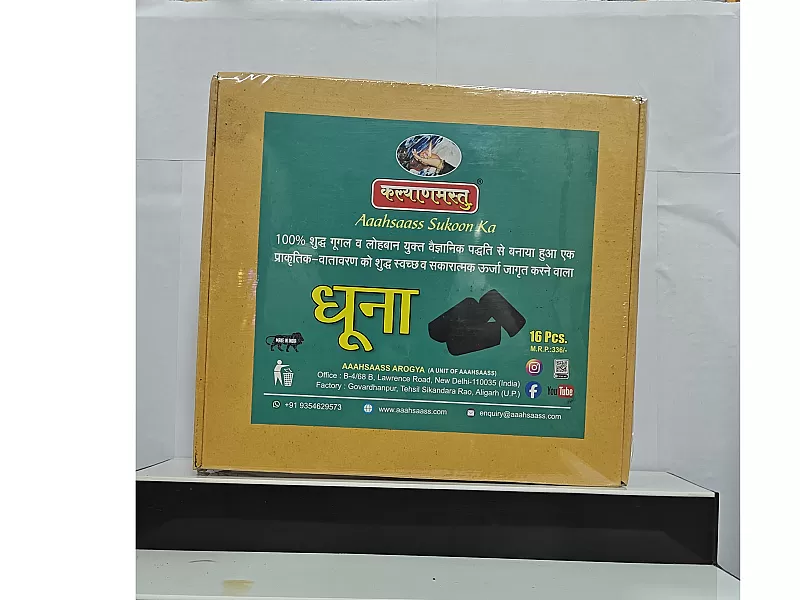 कल्याणमस्तु ®
Aaahsaass Sukoon Ka
100% शुद्ध गूगल व लोहबान युक्त वैज्ञानिक पद्धति से बनाया हुआ एक
प्राकृतिक-वातावरण को शुद्ध स्वच्छ व सकारात्मक ऊर्जा जागृत करने वाला
धूना
16 Pcs.
M.R.P.:336/-
MAKE IN INDIA
AAAHSAASS AROGYA (A UNIT OF AAAHSAASS)
Office : B-4/68 B, Lawrence Road, New Delhi-110035 (India)
Factory : Govardhanpur, Tehsil Sikandara Rao, Aligarh (U.P.)
YouTube
+91 9354629573 www.aaahsaass.com enquiry@aaahsaass.com